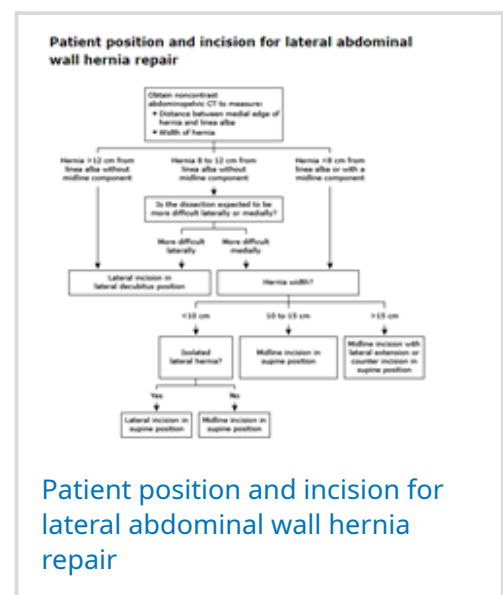 Patient position and incision for lateral abdominal
wall hernia repair
Obtain noncontrast
abdominopelvic CT to measure:
• Distance between medial edge of
hernia and linea alba
• Width of hernia
Hernia >12 cm from
linea alba without
midline component
Hernia 8 to 12 cm from
linea alba without
midline component
Hernia <8 cm from
linea alba or with a
midline component
Is the dissection expected to be
more difficult laterally or medially?
More difficult
laterally
More difficult
medially
Lateral incision in
lateral decubitus position
Hernia width?
<10 cm
10 to 15 cm
>15 cm
Isolated
lateral hernia?
Midline incision in
supine position
Midline incision with
lateral extension or
counter incision in
supine position
Yes
No
Lateral incision in
supine position
Midline incision in
supine position
Patient position and incision for
lateral abdominal wall hernia
repair